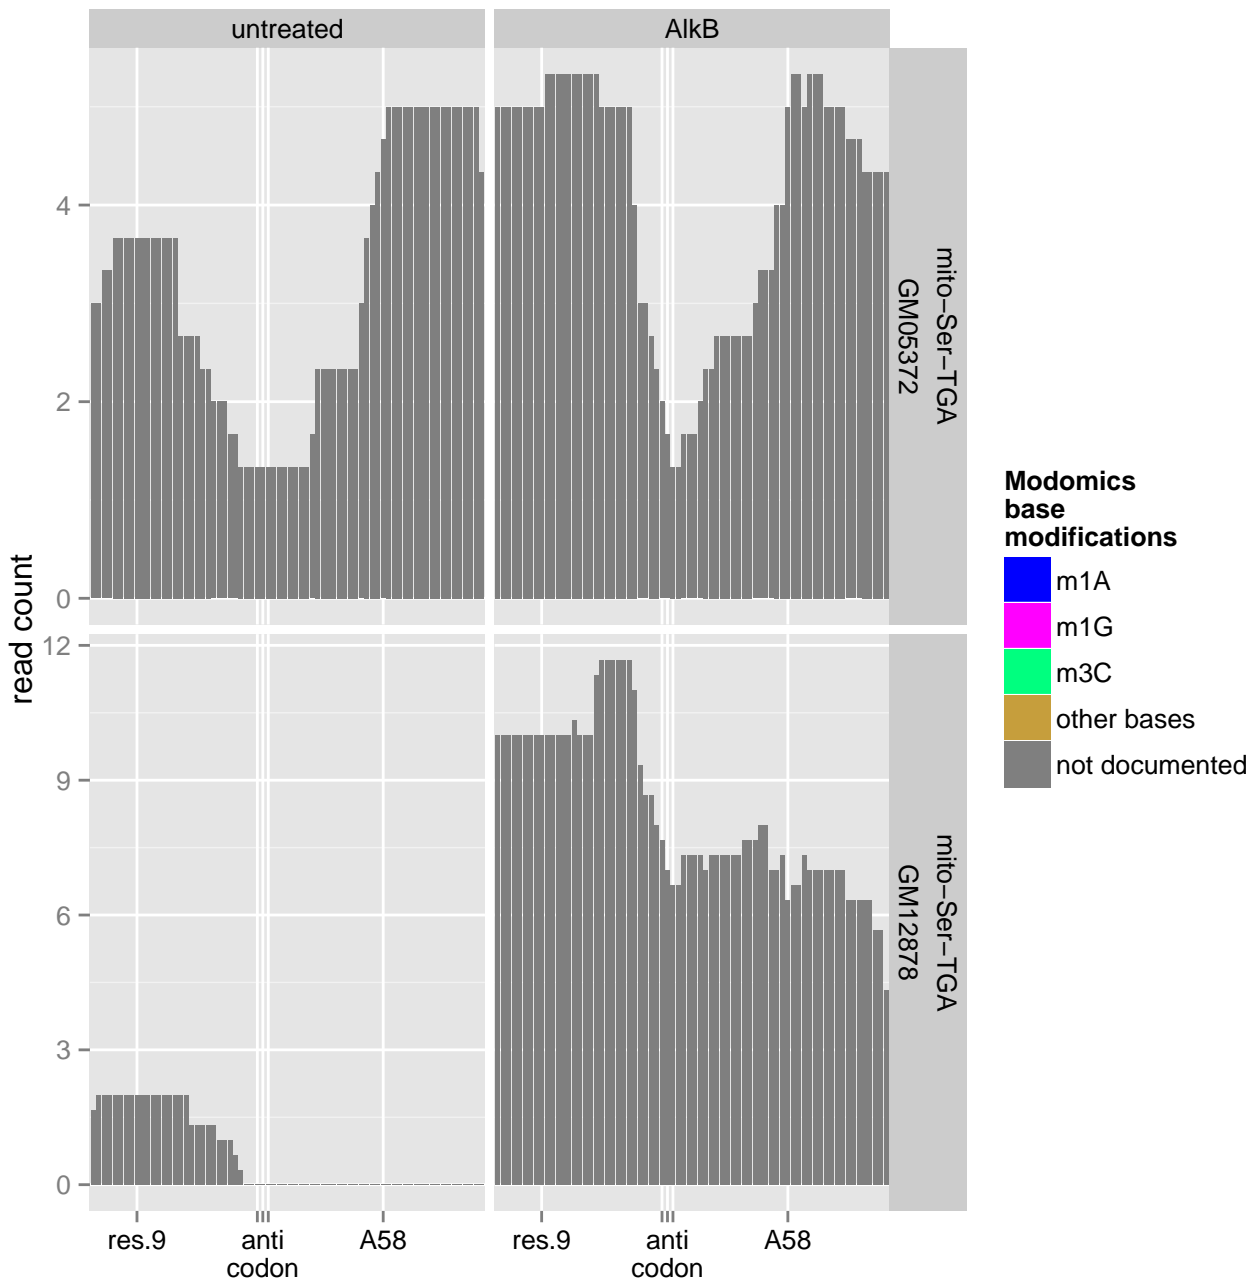 untreated
AlkB
read count
4
2
0
mito−Ser−TGA
GM05372
12
9
6
3
0
mito−Ser−TGA
GM12878
res.9
anti
codon
A58
res.9
anti
codon
A58
Modomics
base
modifications
m1A
m1G
m3C
other bases
not documented